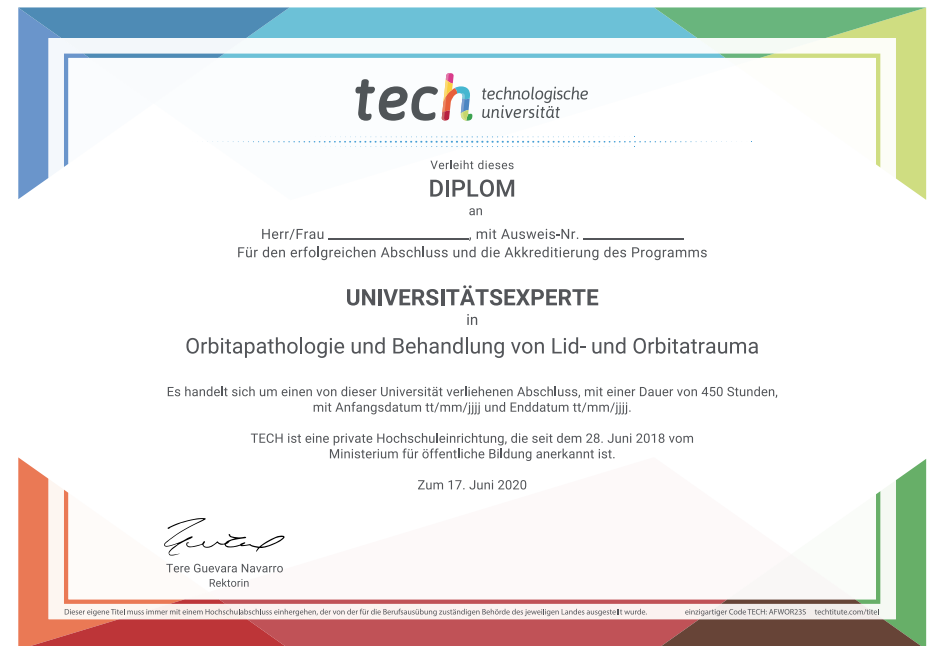 tech technologische
universität
Verleiht dieses
DIPLOM
an
Herr/Frau ____________, mit Ausweis-Nr. ____________
Für den erfolgreichen Abschluss und die Akkreditierung des Programms
UNIVERSITÄTSEXPERTE
in
Orbitapathologie und Behandlung von Lid- und Orbitatrauma
Es handelt sich um einen von dieser Universität verliehenen Abschluss, mit einer Dauer von 450 Stunden,
mit Anfangsdatum tt/mm/jjjj und Enddatum tt/mm/jjjj.
TECH ist eine private Hochschuleinrichtung, die seit dem 28. Juni 2018 vom
Ministerium für öffentliche Bildung anerkannt ist.
Zum 17. Juni 2020
Tere Guevara Navarro
Rektorin
Dieser eigene Titel muss immer mit einem Hochschulabschluss einhergehen, der von der für die Berufsausübung zuständigen Behörde des jeweiligen Landes ausgestellt wurde. einzigartiger Code TECH: AFWOR23S techtitute.com/titel